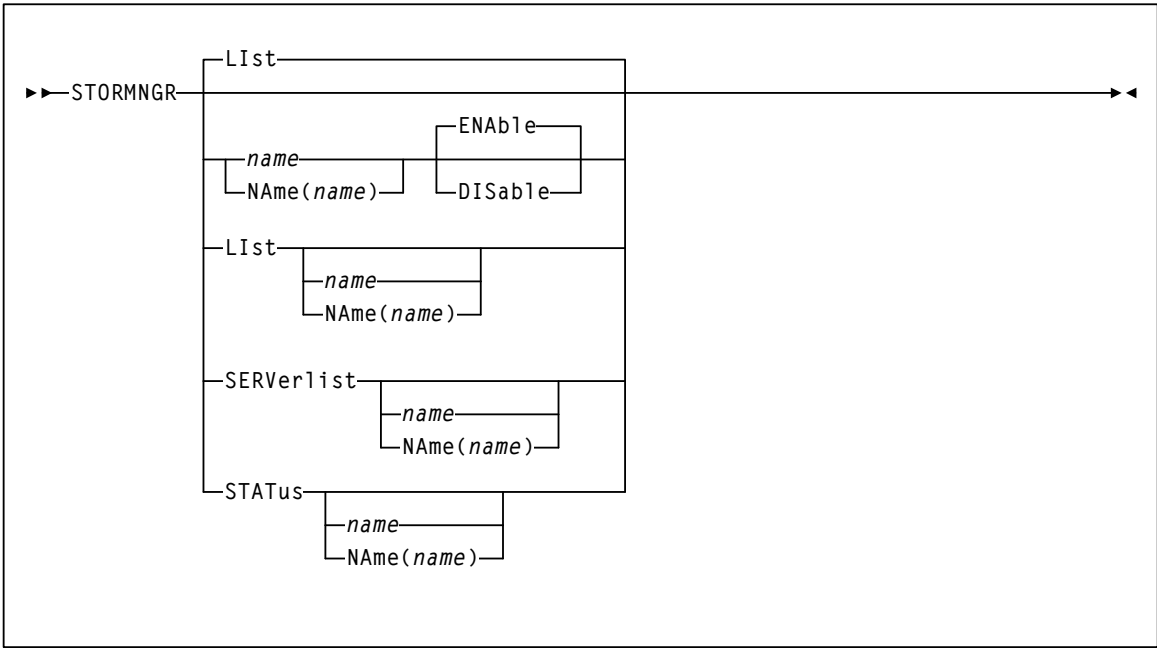 LIst
STORMNGR
ENAble
name
NAme(name)
DISable
LIst
name
NAme(name)
SERVerlist
name
NAme(name)
STATus
name
NAme(name)